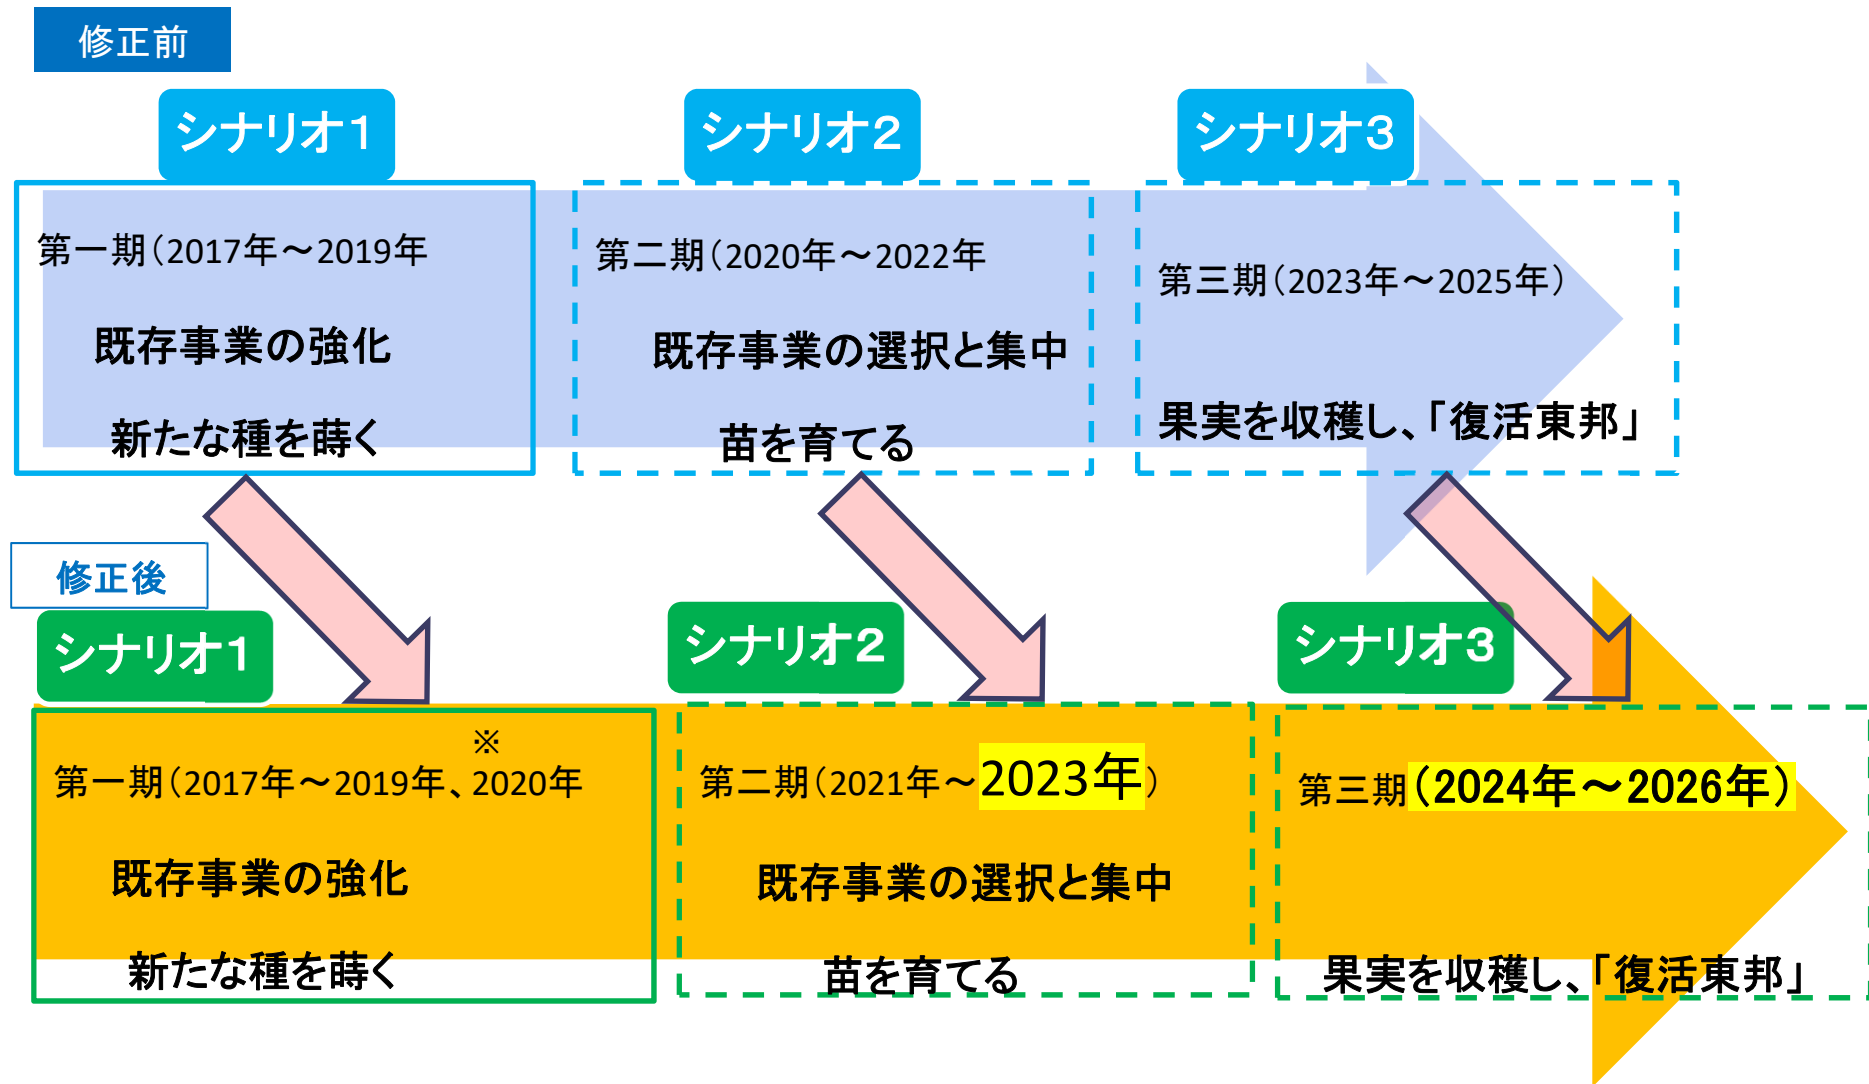 修正前
シナリオ1
シナリオ2
シナリオ3
第一期（2017年～2019年
既存事業の強化
新たな種を蒔く
第二期（2020年～2022年
既存事業の選択と集中
苗を育てる
第三期（2023年～2025年）
果実を収穫し、「復活東邦」
修正後
シナリオ1
シナリオ2
シナリオ3
※
第一期（2017年～2019年、2020年
既存事業の強化
新たな種を蒔く
第二期（2021年～2023年）
既存事業の選択と集中
苗を育てる
第三期（2024年～2026年）
果実を収穫し、「復活東邦」